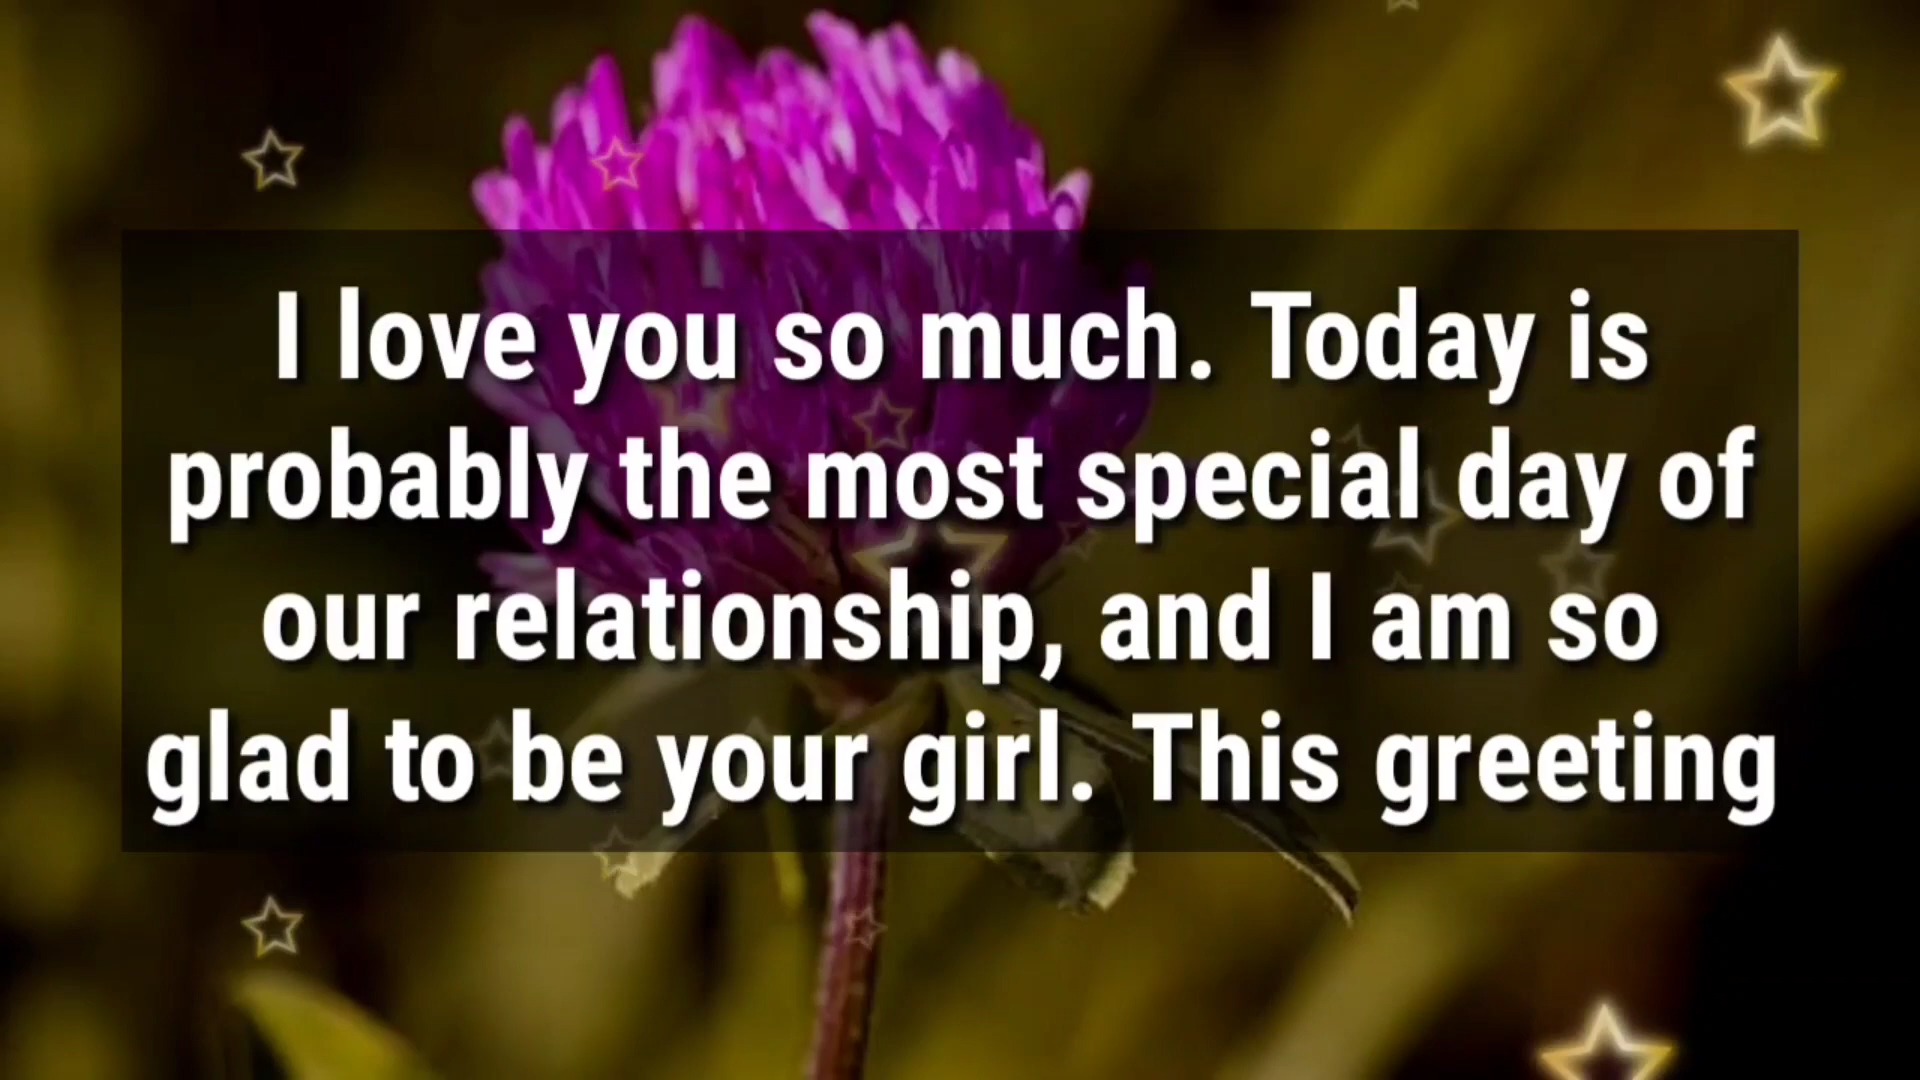 I love you so much. Today is
probably the most special day of
our relationship, and I am so
glad to be your girl. This greeting